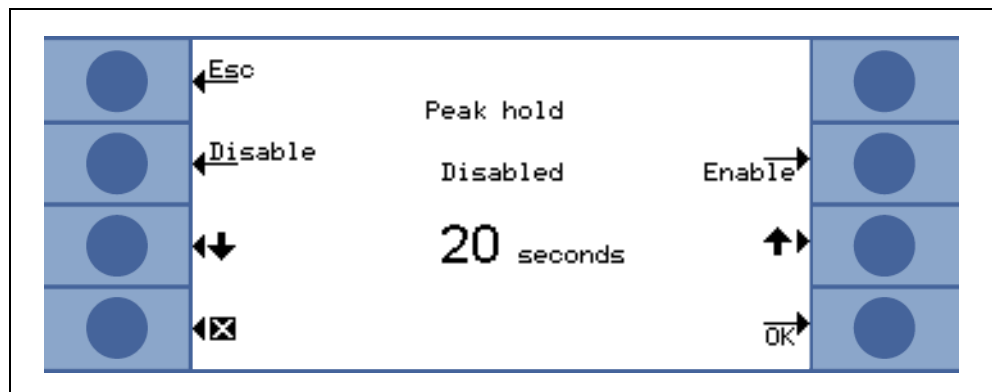 Esc
Peak hold
Disable
Disabled
Enable
20 seconds
OK